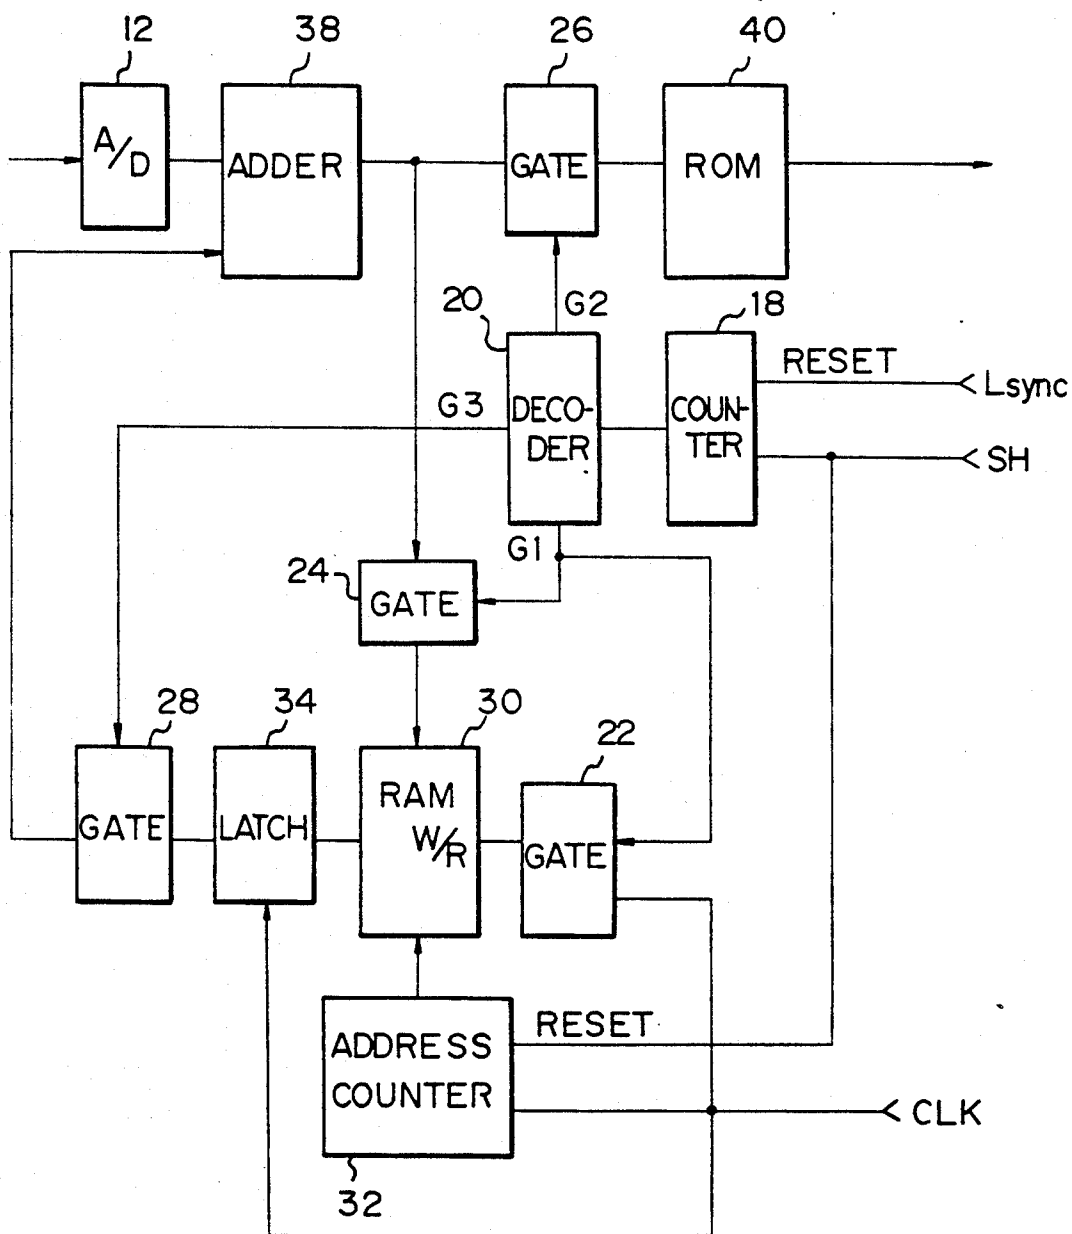 12
38
26
40
A/D
ADDER
GATE
ROM
20
G2
18
RESET
Lsync
G3
DECO-
DER
COUN-
TER
SH
G1
24
GATE
28
34
30
22
RAM
W/R
GATE
LATCH
GATE
RESET
ADDRESS
COUNTER
CLK
32